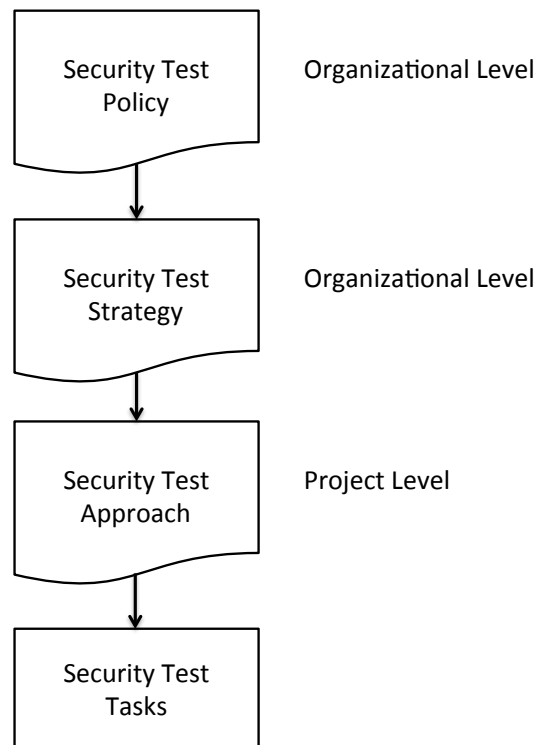 Security Test
Policy
Organizational Level
Security Test
Strategy
Organizational Level
Security Test
Approach
Project Level
Security Test
Tasks